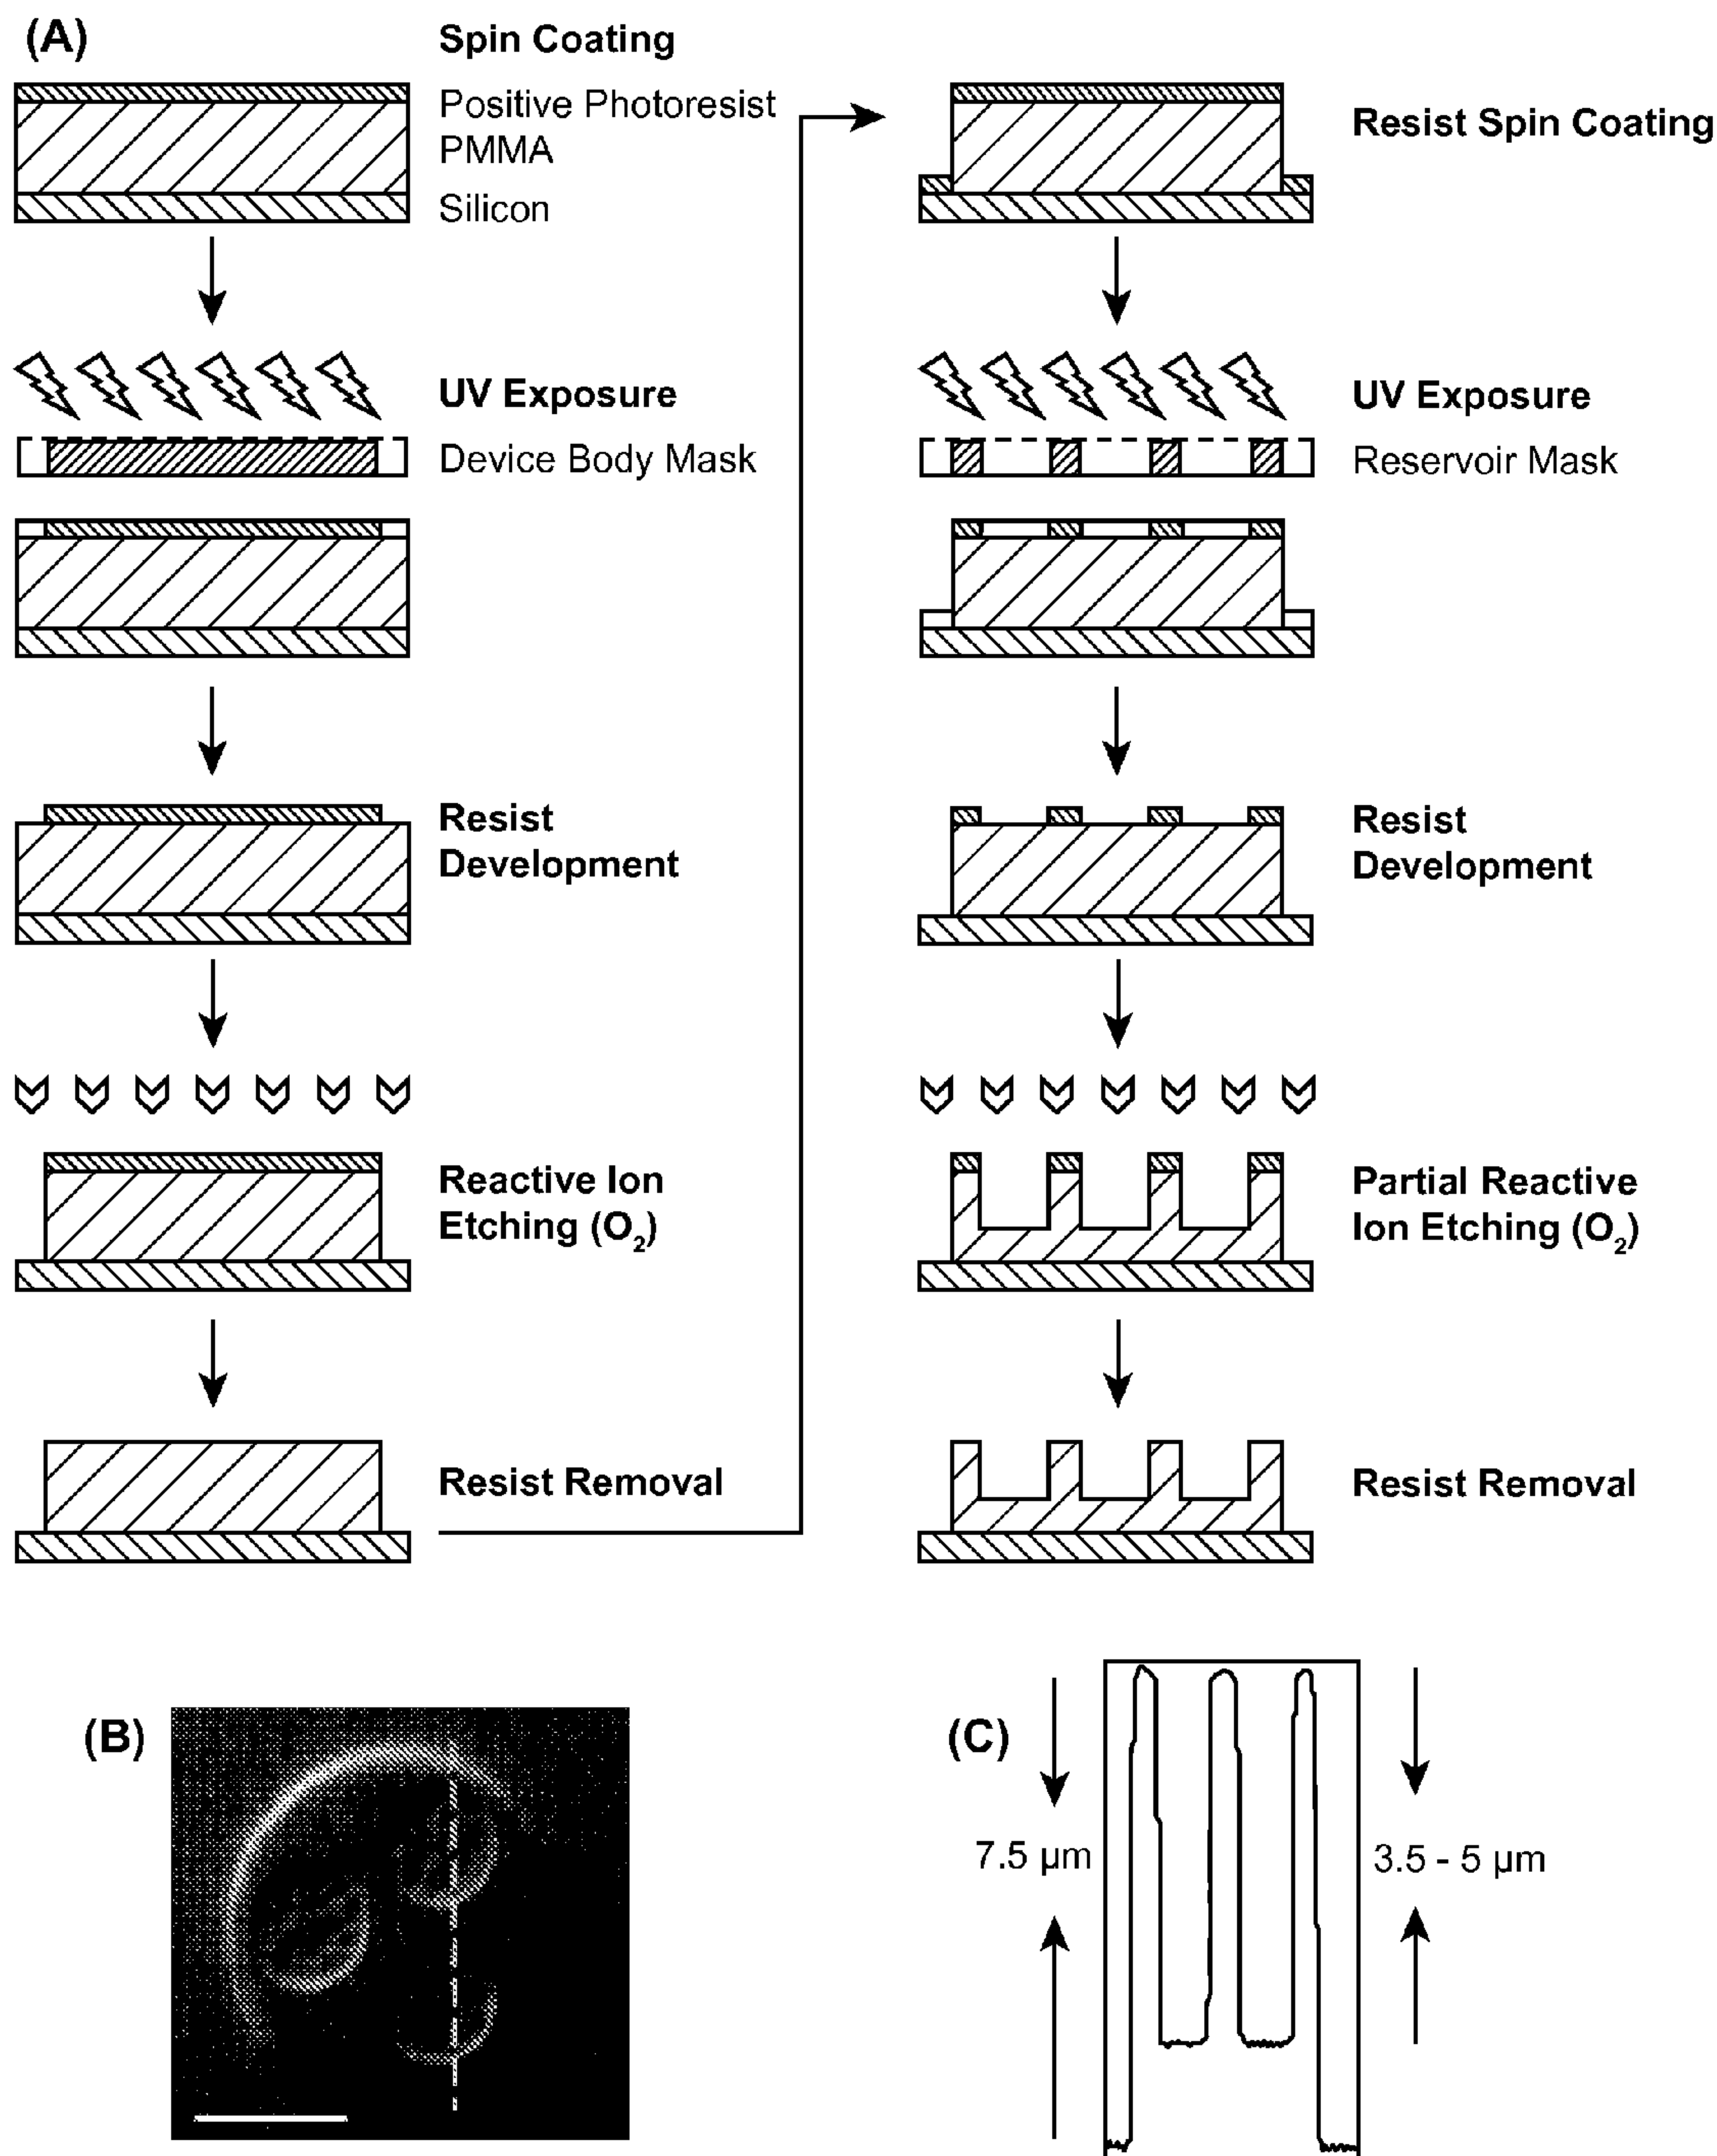 (A)
Spin Coating
Positive Photoresist
PMMA
Silicon
UV Exposure
Device Body Mask
Resist
Development
Reactive Ion
Etching (O₂)
Resist Removal
Resist Spin Coating
UV Exposure
Reservoir Mask
Resist
Development
Partial Reactive
Ion Etching (O₂)
Resist Removal
(B)
(C)
7.5 µm
3.5 - 5 µm